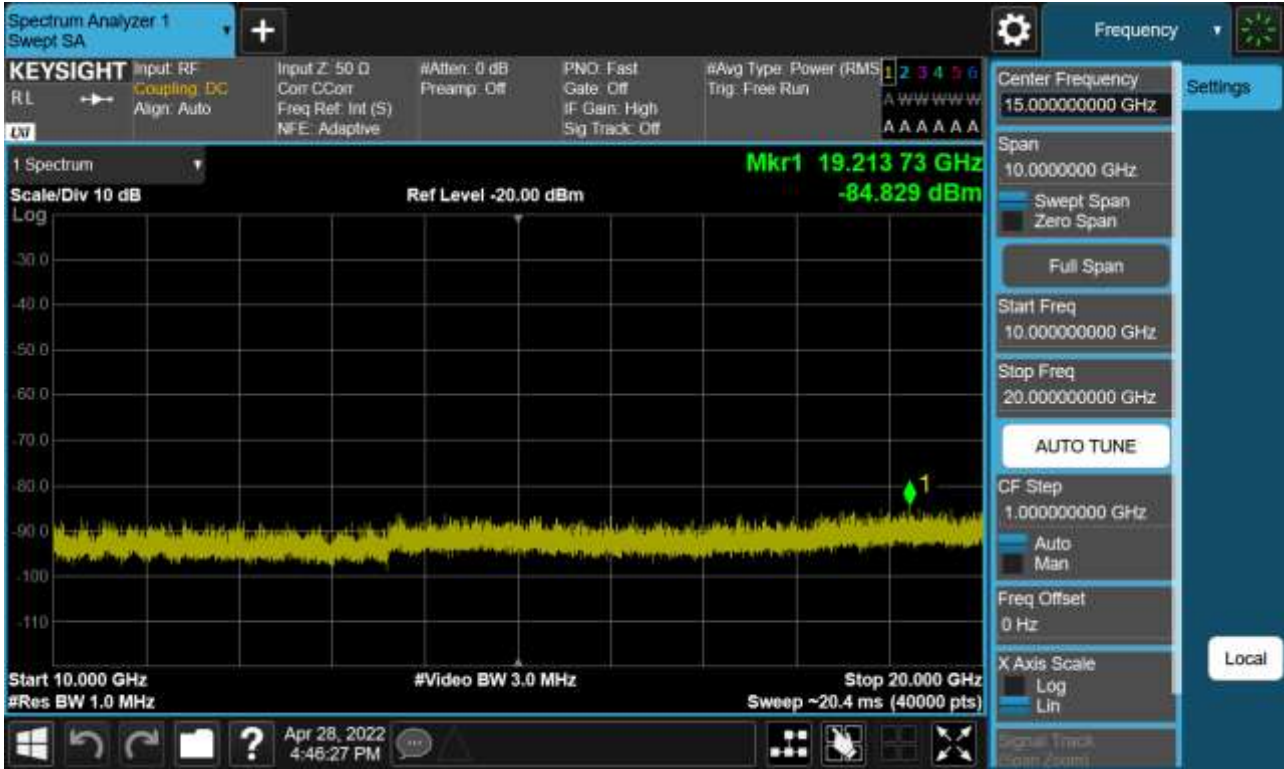 Spectrum Analyzer 1
Swept SA
+
Frequency
KEYSIGHT
RL
LXI
Input: RF
Coupling: DC
Align: Auto
Input Z: 50 Ω
Corr CCorr
Freq Ref: Int (S)
NFE: Adaptive
#Atten: 0 dB
Preamp: Off
PNO: Fast
Gate: Off
IF Gain: High
Sig Track: Off
#Avg Type: Power (RMS
Trig: Free Run
1 2 3 4 5 6
A W W W W W
A A A A A A
1 Spectrum
Scale/Div 10 dB
Ref Level -20.00 dBm
Mkr1 19.213 73 GHz
-84.829 dBm
Log
-30.0
-40.0
-50.0
-60.0
-70.0
-80.0
-90.0
-100
-110
1
Start 10.000 GHz
#Video BW 3.0 MHz
Stop 20.000 GHz
#Res BW 1.0 MHz
Sweep ~20.4 ms (40000 pts)
Center Frequency
15.000000000 GHz
Settings
Span
10.0000000 GHz
Swept Span
Zero Span
Full Span
Start Freq
10.000000000 GHz
Stop Freq
20.000000000 GHz
AUTO TUNE
CF Step
1.000000000 GHz
Auto
Man
Freq Offset
0 Hz
X Axis Scale
Log
Lin
Local
Signal Track
(Span Zoom)
?
Apr 28, 2022
4:46:27 PM